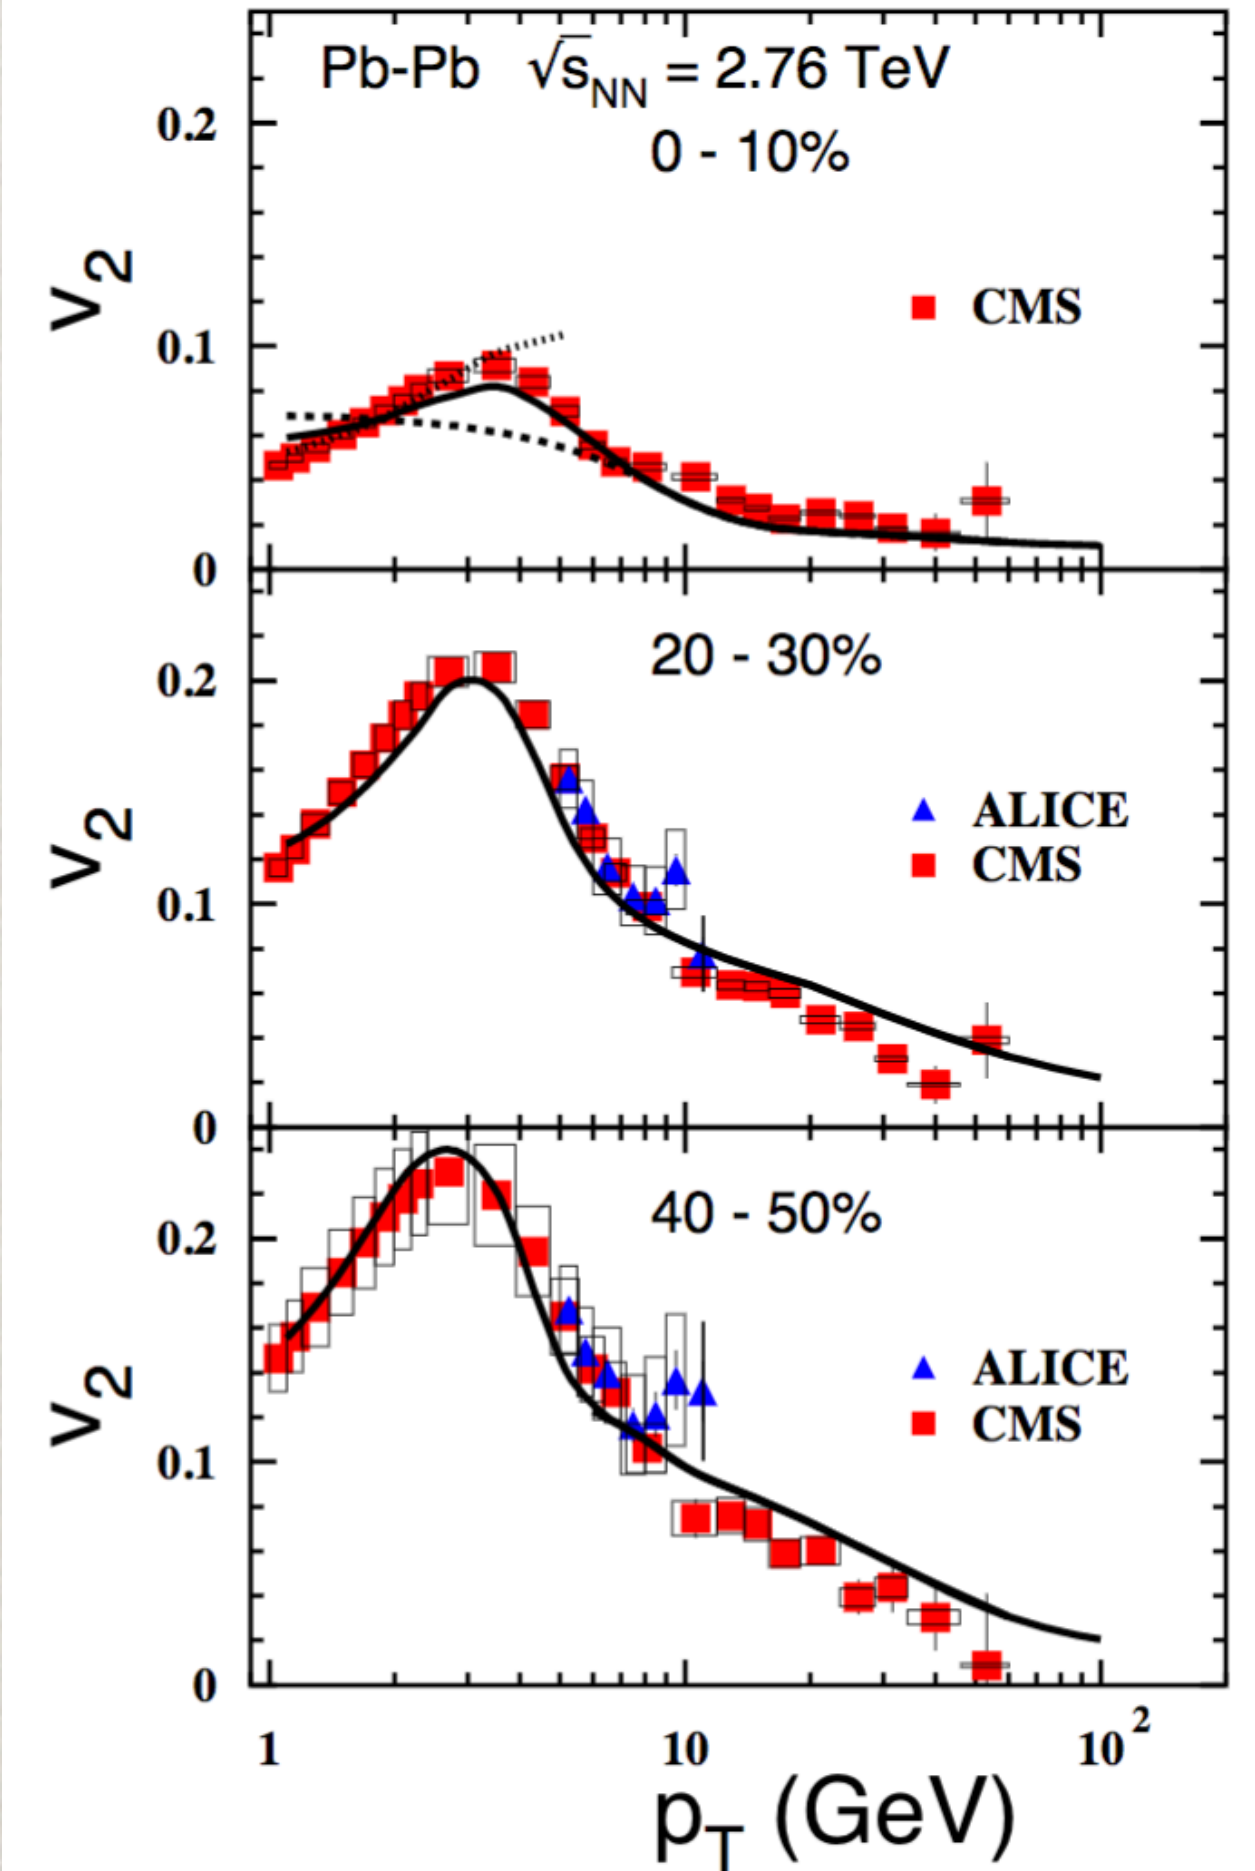 Pb-Pb √sNN = 2.76 TeV
0 - 10%
0.2
v2
0.1
CMS
0
20 - 30%
0.2
v2
ALICE
CMS
0.1
0
40 - 50%
0.2
v2
ALICE
CMS
0.1
0
1 10 10²
pT (GeV)